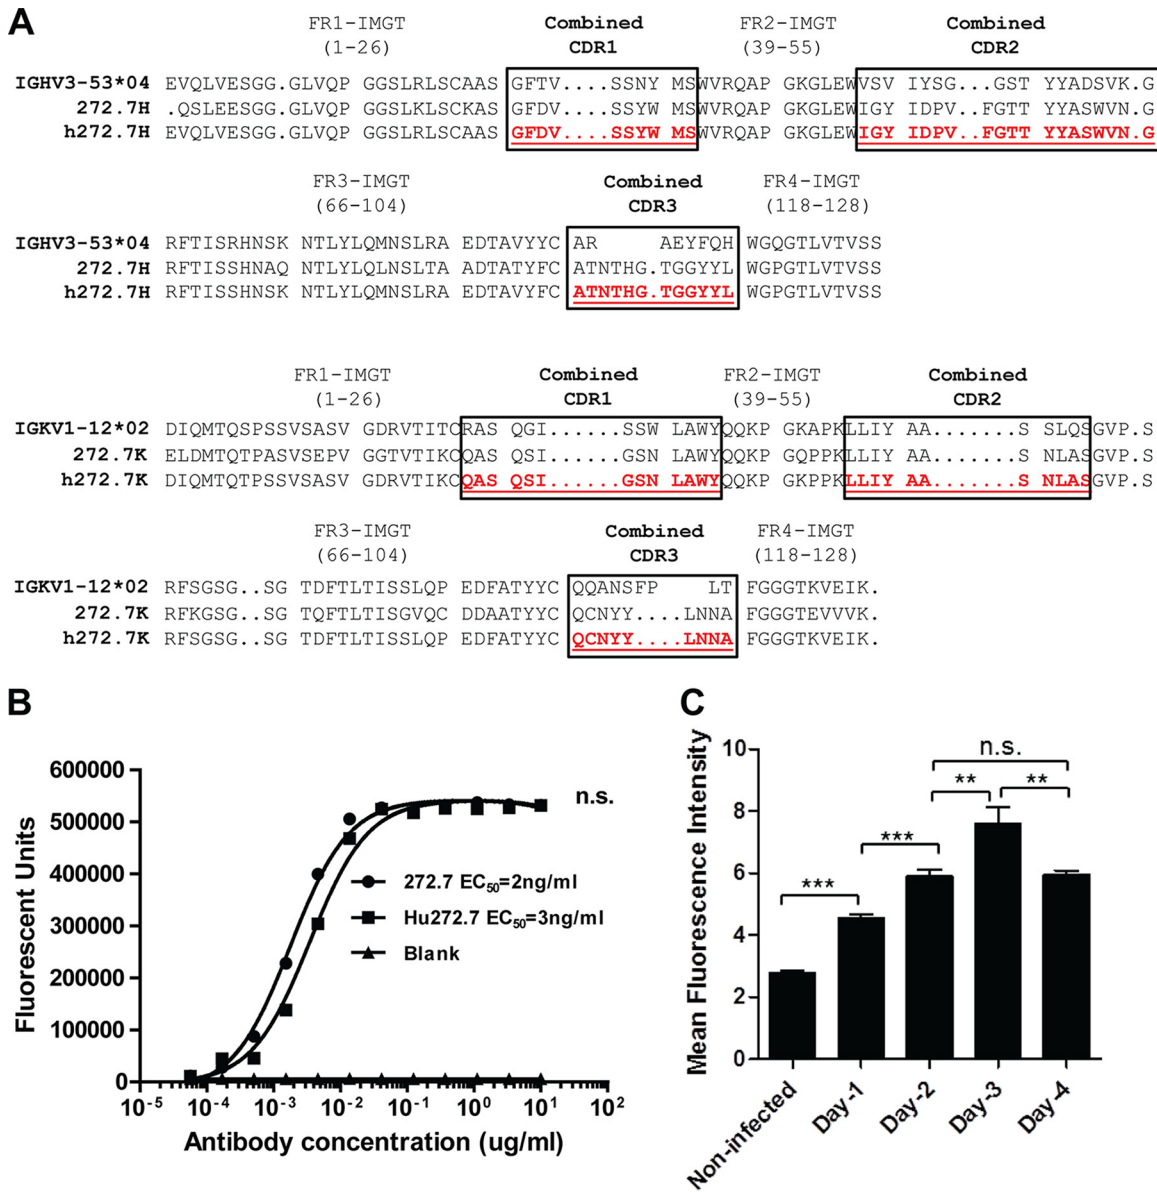 A
FR1-IMGT Combined FR2-IMGT Combined
(1-26) CDR1 (39-55) CDR2
IGHV3-53*04 EVQLVESGG.GLVQP GGSLRLSCAAS GFTV....SSNY MSWVRQAP GKGLEWVSV IYSG...GST YYADSVK.G
272.7H .QSLEESGG.GLVQP GGSLRLSCKAS GFDV....SSYW MSWVRQAP GKGLEWIGY IDPV..FGTT YYASWVN.G
h272.7H EVQLVESGG.GLVQP GGSLRLSCAAS GFDV....SSYW MSWVRQAP GKGLEWIGY IDPV..FGTT YYASWVN.G
FR3-IMGT Combined FR4-IMGT
(66-104) CDR3 (118-128)
IGHV3-53*04 RFTISRHNSK NTLYLQMNSLRA EDTAVYYC AR AEYFQH WGQGTLVTVSS
272.7H RFTISSHNAQ NTLYLQLNSLTA ADTATYFC ATNTHG.TGGYYL WGPGTLVTVSS
h272.7H RFTISSHNSK NTLYLQMNSLRA EDTAVYFC ATNTHG.TGGYYL WGPGTLVTVSS
FR1-IMGT Combined FR2-IMGT Combined
(1-26) CDR1 (39-55) CDR2
IGKV1-12*02 DIQMTQSPSSVSASV GDRVTITCRAS QGI......SSW LAWYQQKP GKAPKLLIY AA.......S SLQSGVP.S
272.7K ELDMTQTPASVSEPV GGTVTIKCQAS QSI......GSN LAWYQQKP GQPPKLLIY AA.......S NLASGVP.S
h272.7K DIQMTQTPSSVSASV GDRVTIKCQAS QSI......GSN LAWYQQKP GKPPKLLIY AA.......S NLASGVP.S
FR3-IMGT Combined FR4-IMGT
(66-104) CDR3 (118-128)
IGKV1-12*02 RFSGSGS..SG TDFTLTISSLQP EDFATYYC QQANSFP LT FGGGTKVEIK.
272.7K RFKGSGS..SG TQFTLTISGVQC DDAATYYC QCNYY....LNNA FGGGTEVVVK.
h272.7K RFSGSGS..SG TDFTLTISSLQP EDFATYYC QCNYY....LNNA FGGGTKVEIK.
B
Fluorescent Units
600000
500000
400000
300000
200000
100000
0
n.s.
272.7 EC50=2ng/ml
Hu272.7 EC50=3ng/ml
Blank
10-5 10-4 10-3 10-2 10-1 100 101 102
Antibody concentration (ug/ml)
C
Mean Fluorescence Intensity
10
8
6
4
2
0
n.s.
** **
***
***
Non-infected Day-1 Day-2 Day-3 Day-4